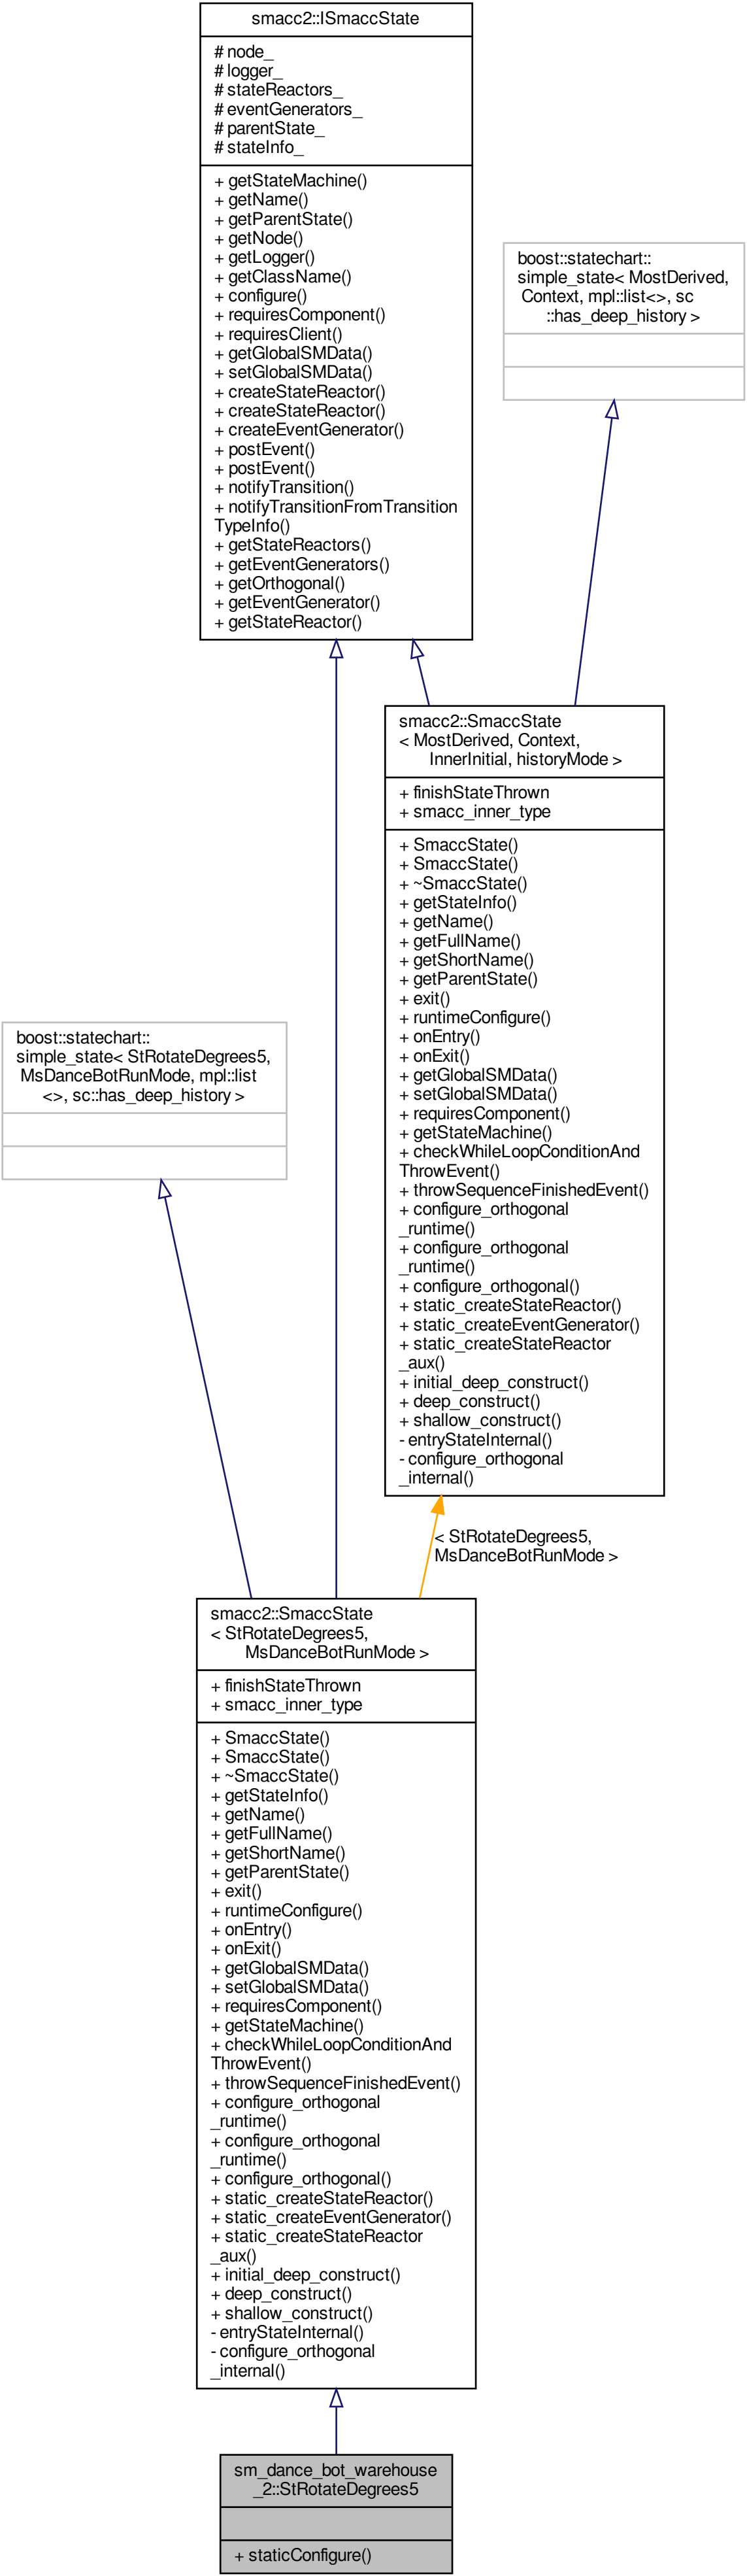 smacc2::ISmaccState
# node_
# logger_
# stateReactors_
# eventGenerators_
# parentState_
# stateInfo_
+ getStateMachine()
+ getName()
+ getParentState()
+ getNode()
+ getLogger()
+ getClassName()
+ configure()
+ requiresComponent()
+ requiresClient()
+ getGlobalSMData()
+ setGlobalSMData()
+ createStateReactor()
+ createStateReactor()
+ createEventGenerator()
+ postEvent()
+ postEvent()
+ notifyTransition()
+ notifyTransitionFromTransition
TypeInfo()
+ getStateReactors()
+ getEventGenerators()
+ getOrthogonal()
+ getEventGenerator()
+ getStateReactor()
boost::statechart::
simple_state< MostDerived,
Context, mpl::list<>, sc
::has_deep_history >
smacc2::SmaccState
< MostDerived, Context,
InnerInitial, historyMode >
+ finishStateThrown
+ smacc_inner_type
+ SmaccState()
+ SmaccState()
+ ~SmaccState()
+ getStateInfo()
+ getName()
+ getFullName()
+ getShortName()
+ getParentState()
+ exit()
+ runtimeConfigure()
+ onEntry()
+ onExit()
+ getGlobalSMData()
+ setGlobalSMData()
+ requiresComponent()
+ getStateMachine()
+ checkWhileLoopConditionAnd
ThrowEvent()
+ throwSequenceFinishedEvent()
+ configure_orthogonal
_runtime()
+ configure_orthogonal
_runtime()
+ configure_orthogonal()
+ static_createStateReactor()
+ static_createEventGenerator()
+ static_createStateReactor
_aux()
+ initial_deep_construct()
+ deep_construct()
+ shallow_construct()
- entryStateInternal()
- configure_orthogonal
_internal()
boost::statechart::
simple_state< StRotateDegrees5,
MsDanceBotRunMode, mpl::list
<>, sc::has_deep_history >
< StRotateDegrees5,
MsDanceBotRunMode >
smacc2::SmaccState
< StRotateDegrees5,
MsDanceBotRunMode >
+ finishStateThrown
+ smacc_inner_type
+ SmaccState()
+ SmaccState()
+ ~SmaccState()
+ getStateInfo()
+ getName()
+ getFullName()
+ getShortName()
+ getParentState()
+ exit()
+ runtimeConfigure()
+ onEntry()
+ onExit()
+ getGlobalSMData()
+ setGlobalSMData()
+ requiresComponent()
+ getStateMachine()
+ checkWhileLoopConditionAnd
ThrowEvent()
+ throwSequenceFinishedEvent()
+ configure_orthogonal
_runtime()
+ configure_orthogonal
_runtime()
+ configure_orthogonal()
+ static_createStateReactor()
+ static_createEventGenerator()
+ static_createStateReactor
_aux()
+ initial_deep_construct()
+ deep_construct()
+ shallow_construct()
- entryStateInternal()
- configure_orthogonal
_internal()
sm_dance_bot_warehouse
_2::StRotateDegrees5
+ staticConfigure()